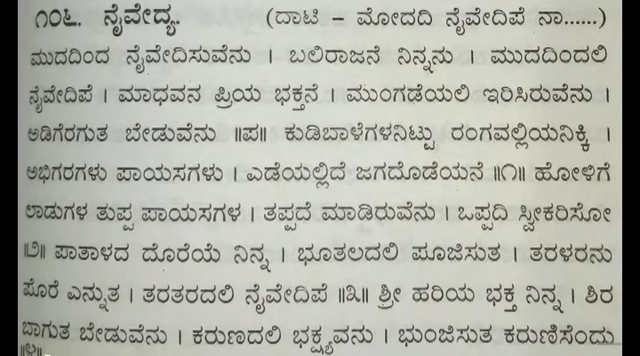 ೧೦೬. ನೈವೇದ್ಯ. (ದಾಟಿ – ಮೋದದಿ ನೈವೇದಿಪೆ ನಾ......)
ಮುದದಿಂದ ನೈವೇದಿಸುವೆನು । ಬಲಿರಾಜನೆ ನಿನ್ನನು । ಮುದದಿಂದಲಿ
ನೈವೇದಿಪೆ । ಮಾಧವನ ಪ್ರಿಯ ಭಕ್ತನೆ । ಮುಂಗಡೆಯಲಿ ಇರಿಸಿರುವೆನು ।
ಅಡಿಗೆರಗುತ ಬೇಡುವೆನು ॥ಪ॥ ಕುಡಿಬಾಳೆಗಳನಿಟ್ಟು ರಂಗವಲ್ಲಿಯನಿಕ್ಕಿ ।
ಅಭಿಗರಗಳು ಪಾಯಸಗಳು । ಎಡೆಯಲ್ಲಿದೆ ಜಗದೊಡೆಯನೆ ॥೧॥ ಹೋಳಿಗೆ
ಲಾಡುಗಳ ತುಪ್ಪ ಪಾಯಸಗಳ । ತಪ್ಪದೆ ಮಾಡಿರುವೆನು । ಒಪ್ಪದಿ ಸ್ವೀಕರಿಸೋ
॥೨॥ ಪಾತಾಳದ ದೊರೆಯೆ ನಿನ್ನ । ಭೂತಲದಲಿ ಪೂಜಿಸುತ । ತರಳರನು
ಪೊರೆ ಎನ್ನುತ । ತರತರದಲಿ ನೈವೇದಿಪೆ ॥೩॥ ಶ್ರೀ ಹರಿಯ ಭಕ್ತ ನಿನ್ನ । ಶಿರ
ಬಾಗುತ ಬೇಡುವೆನು । ಕರುಣದಲಿ ಭಕ್ಷ್ಯವನು । ಭುಂಜಿಸುತ ಕರುಣಿಸೆಂದು
॥೪॥